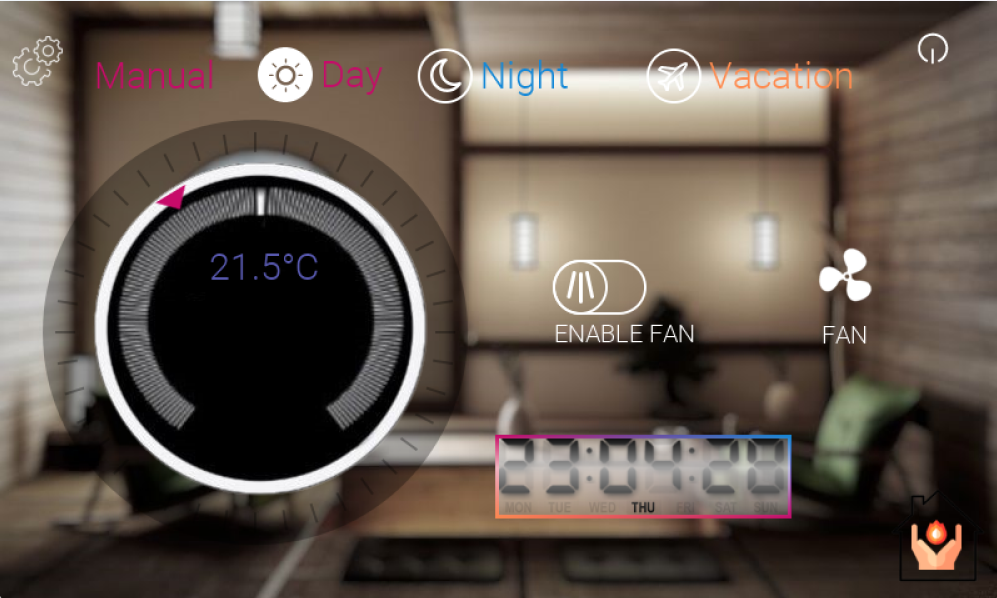 Manual Day Night Vacation
21.5°C
ENABLE FAN
FAN
23:04:28
MON TUE WED THU FRI SAT SUN